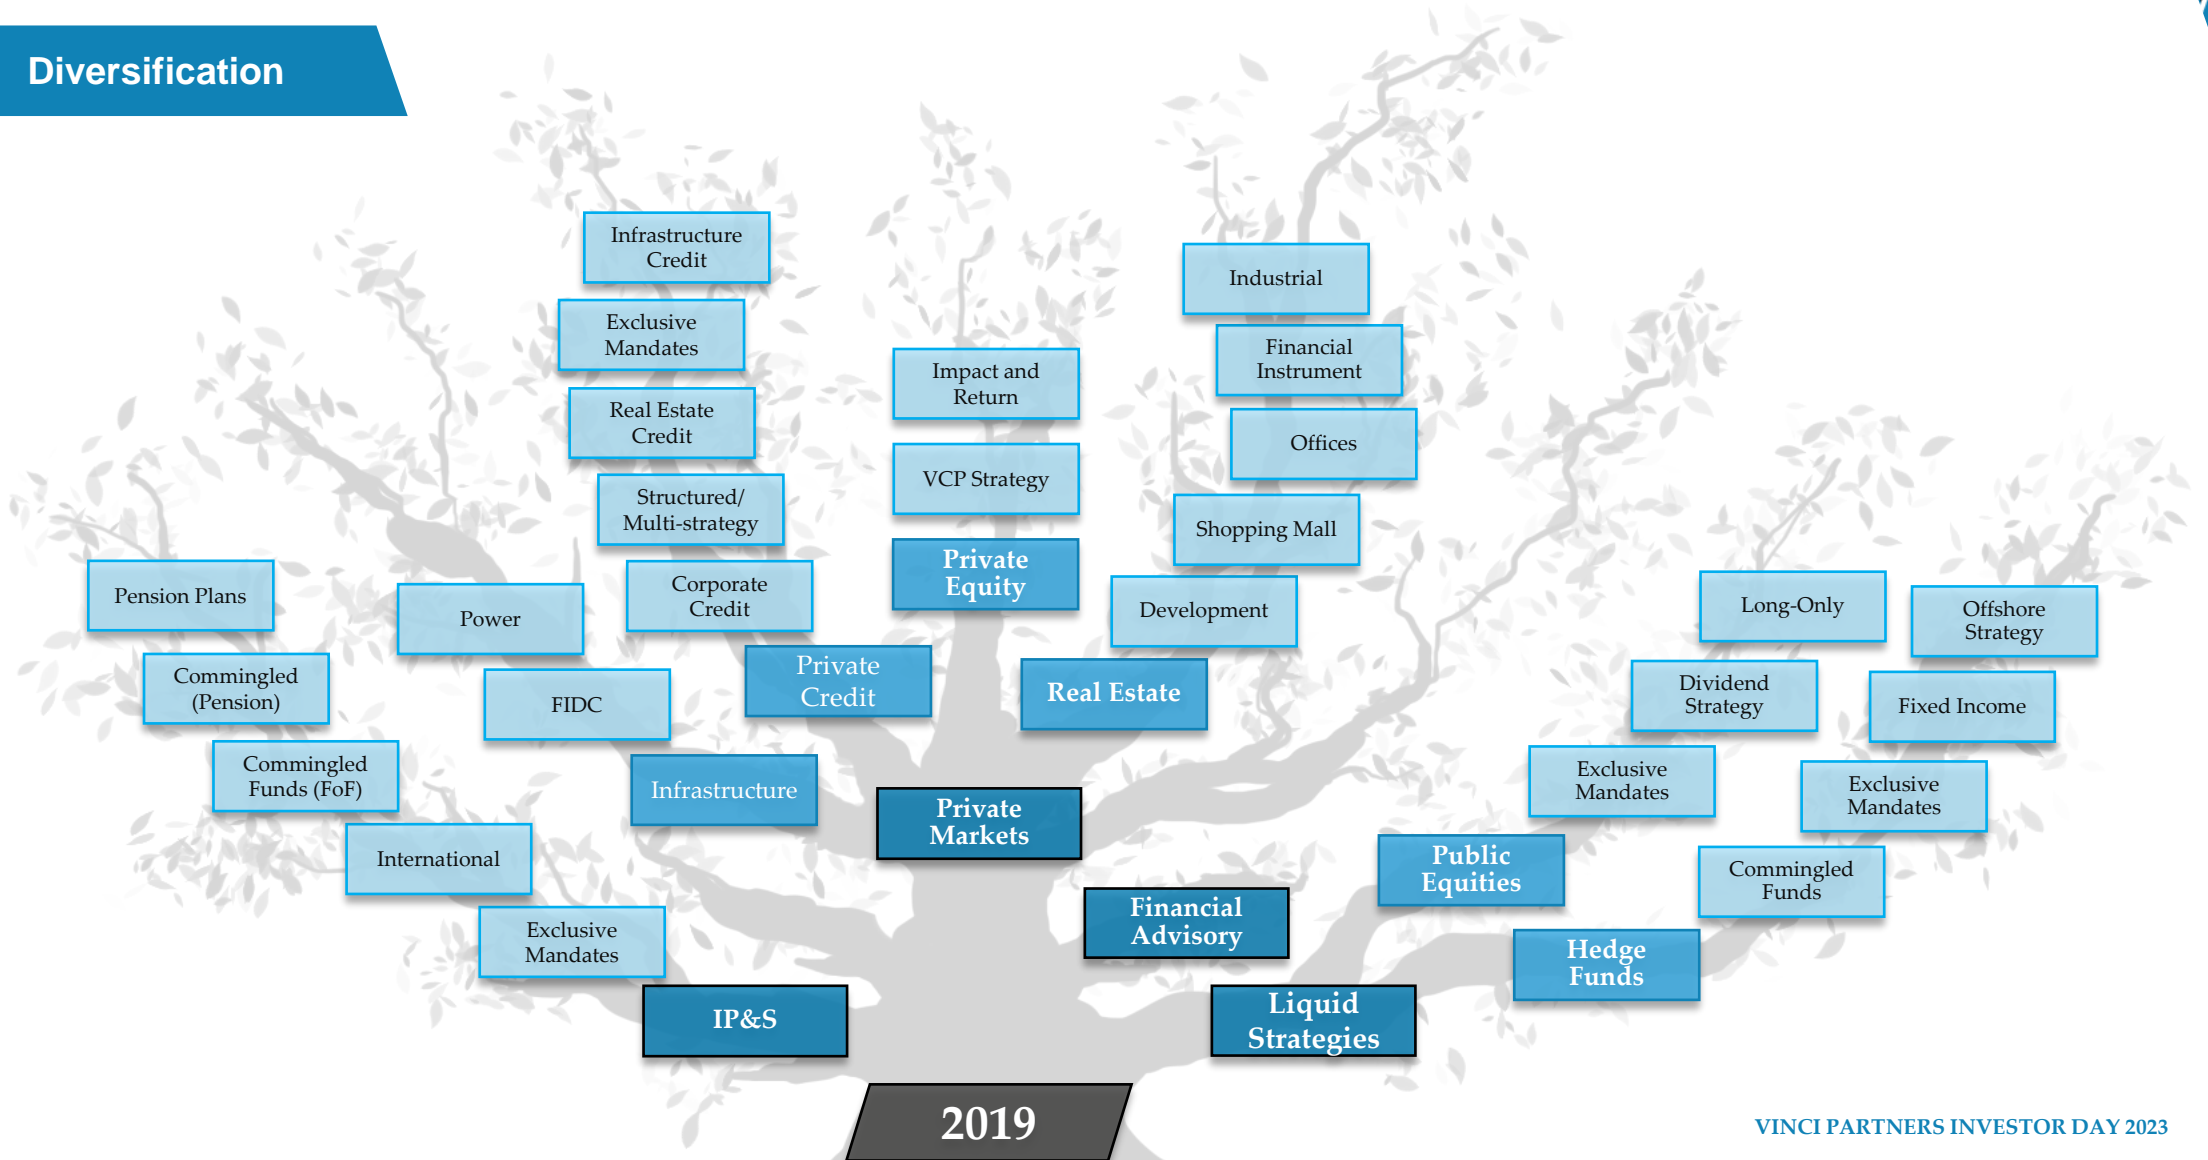 Diversification
Infrastructure
Credit
Exclusive
Mandates
Real Estate
Credit
Structured/
Multi-strategy
Corporate
Credit
Private
Credit
Impact and
Return
VCP Strategy
Private
Equity
Industrial
Financial
Instrument
Offices
Shopping Mall
Development
Real Estate
Pension Plans
Commingled
(Pension)
Commingled
Funds (FoF)
International
Exclusive
Mandates
IP&S
Power
FIDC
Infrastructure
Private
Markets
Financial
Advisory
Liquid
Strategies
Long-Only
Dividend
Strategy
Exclusive
Mandates
Public
Equities
Offshore
Strategy
Fixed Income
Exclusive
Mandates
Commingled
Funds
Hedge
Funds
2019
VINCI PARTNERS INVESTOR DAY 2023